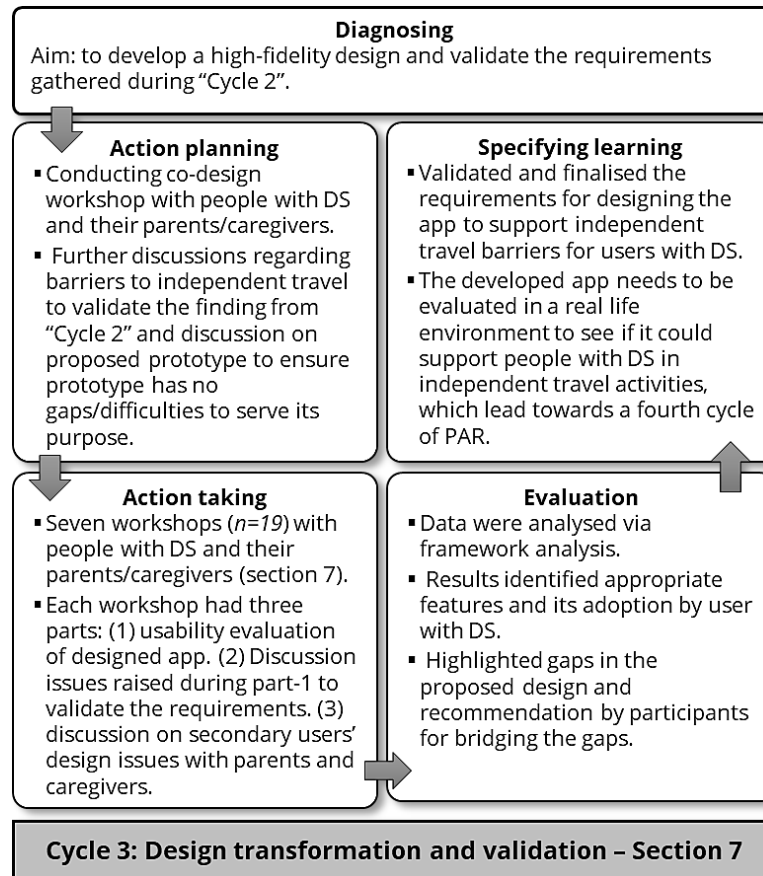 Diagnosing
Aim: to develop a high-fidelity design and validate the requirements
gathered during “Cycle 2”.
Action planning
▪ Conducting co-design
workshop with people with DS
and their parents/caregivers.
▪ Further discussions regarding
barriers to independent travel
to validate the finding from
“Cycle 2” and discussion on
proposed prototype to ensure
prototype has no
gaps/difficulties to serve its
purpose.
Action taking
▪ Seven workshops (n=19) with
people with DS and their
parents/caregivers (section 7).
▪ Each workshop had three
parts: (1) usability evaluation
of designed app. (2) Discussion
issues raised during part-1 to
validate the requirements. (3)
discussion on secondary users’
design issues with parents and
caregivers.
Evaluation
▪ Data were analysed via
framework analysis.
▪ Results identified appropriate
features and its adoption by user
with DS.
▪ Highlighted gaps in the
proposed design and
recommendation by participants
for bridging the gaps.
Specifying learning
▪ Validated and finalised the
requirements for designing the
app to support independent
travel barriers for users with DS.
▪ The developed app needs to be
evaluated in a real life
environment to see if it could
support people with DS in
independent travel activities,
which lead towards a fourth cycle
of PAR.
Cycle 3: Design transformation and validation – Section 7